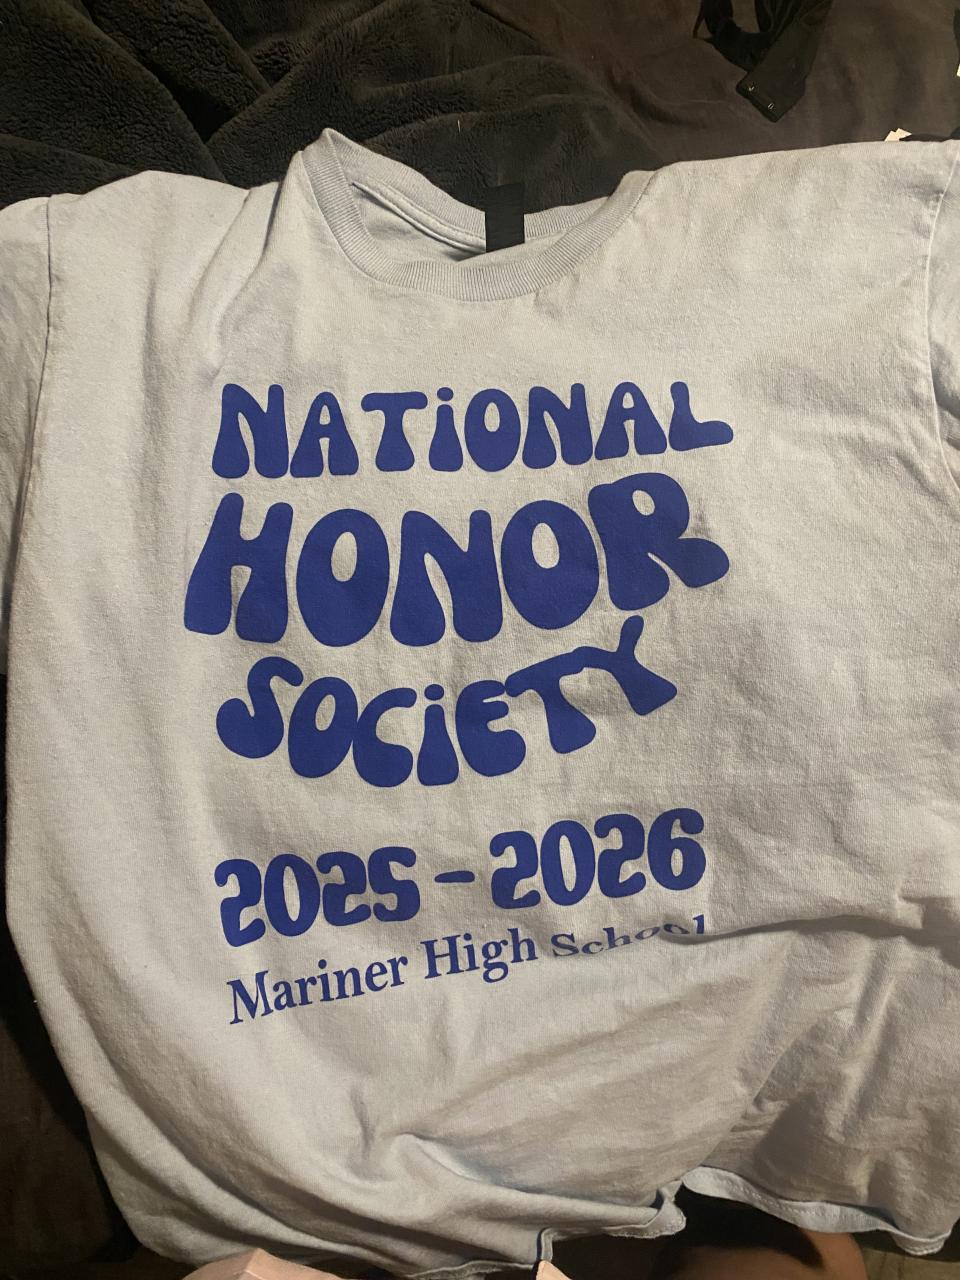 NATiONAL
HONOR
SOCiETY
2025-2026
Mariner High School